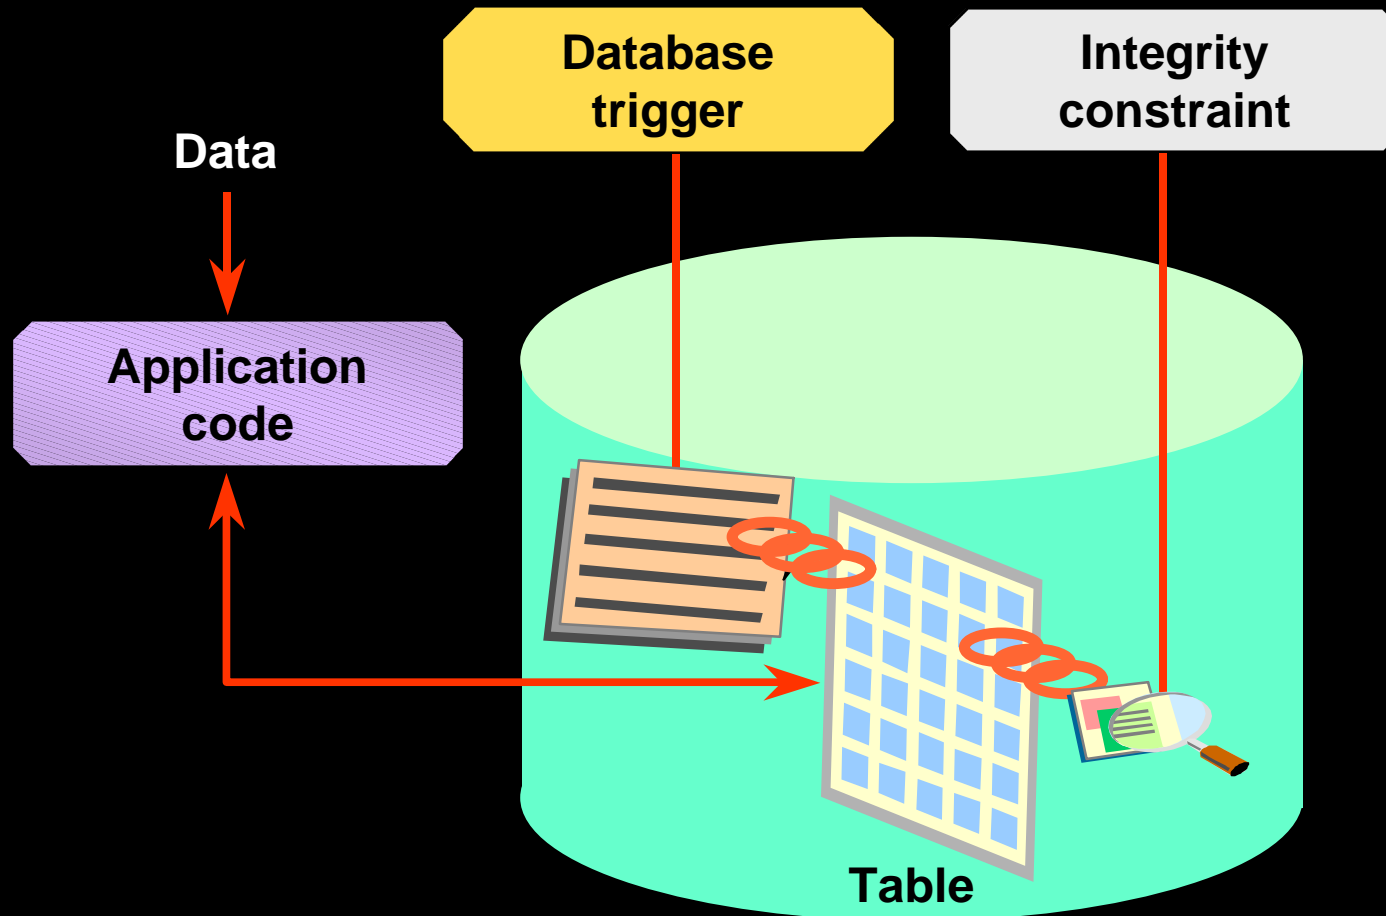 Database
trigger
Integrity
constraint
Data
Application
code
Table